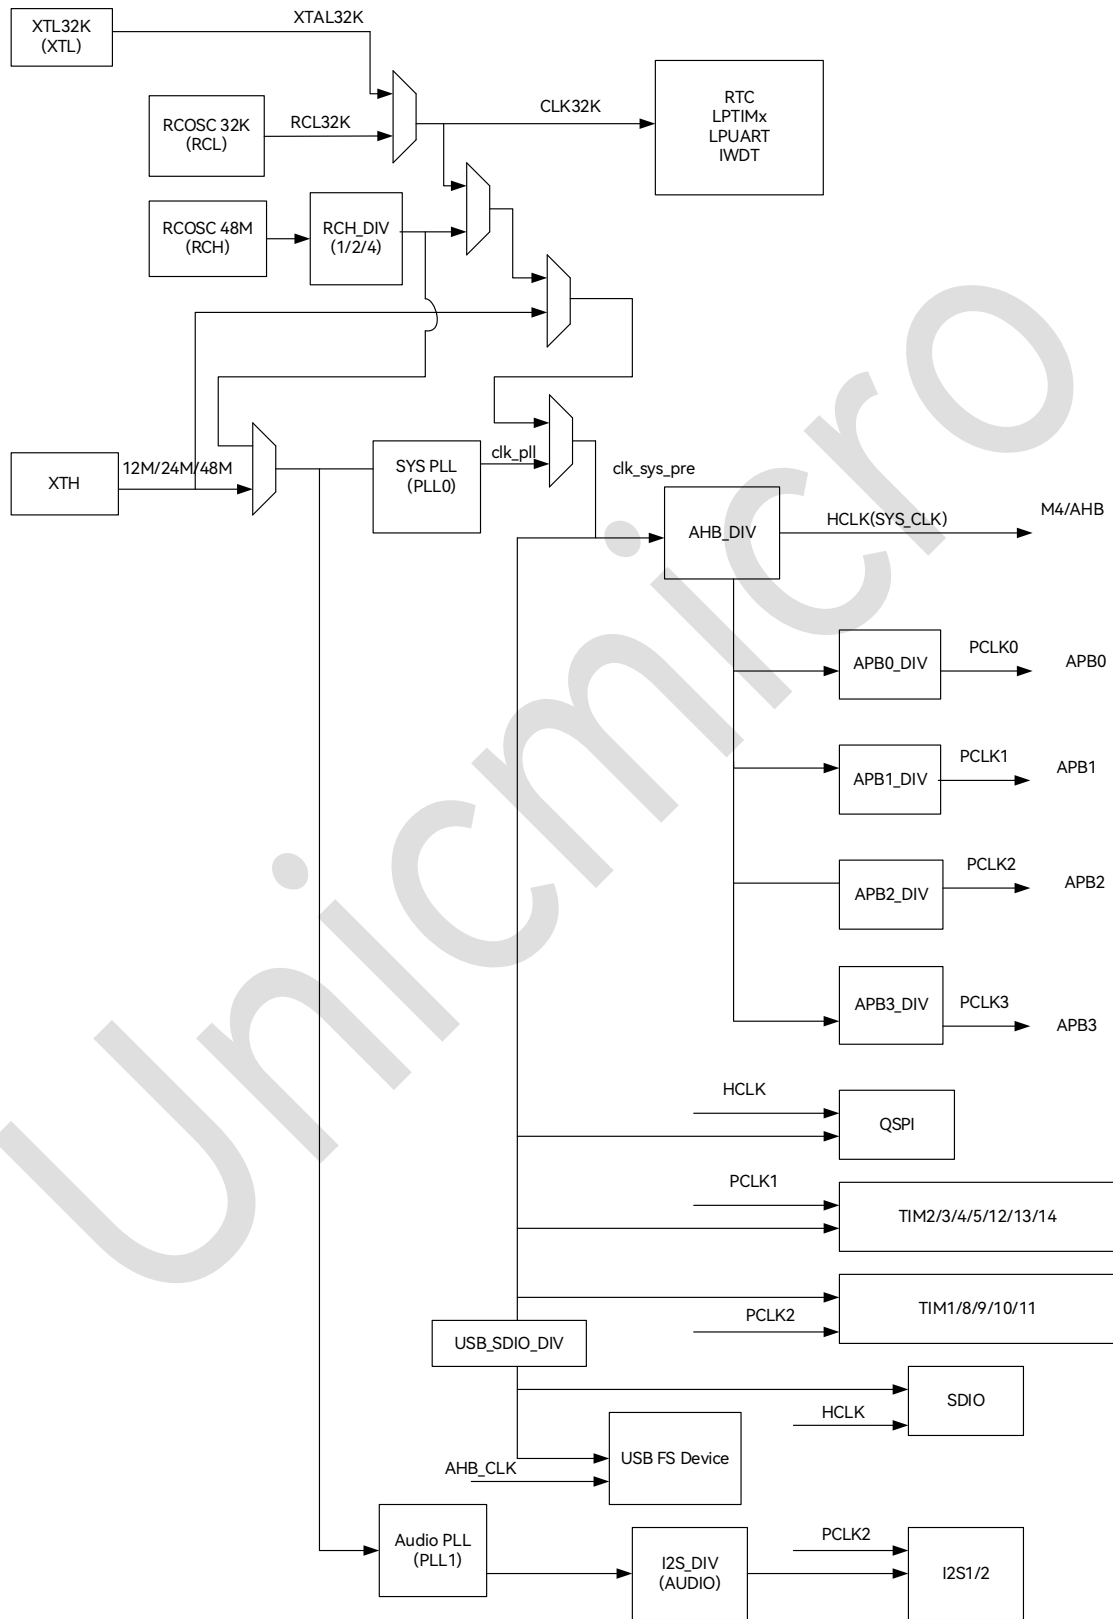 XTL32K
(XTL)
XTAL32K
RCOSC 32K
(RCL)
RCL32K
CLK32K
RTC
LPTIMx
LPUART
IWDT
RCOSC 48M
(RCH)
RCH_DIV
(1/2/4)
XTH
12M/24M/48M
SYS PLL
(PLL0)
clk_pll
clk_sys_pre
AHB_DIV
HCLK(SYS_CLK)
M4/AHB
APB0_DIV
PCLK0
APB0
APB1_DIV
PCLK1
APB1
APB2_DIV
PCLK2
APB2
APB3_DIV
PCLK3
APB3
HCLK
QSPI
PCLK1
TIM2/3/4/5/12/13/14
TIM1/8/9/10/11
PCLK2
USB_SDIO_DIV
SDIO
HCLK
USB FS Device
AHB_CLK
Audio PLL
(PLL1)
I2S_DIV
(AUDIO)
PCLK2
I2S1/2
Unicmicro